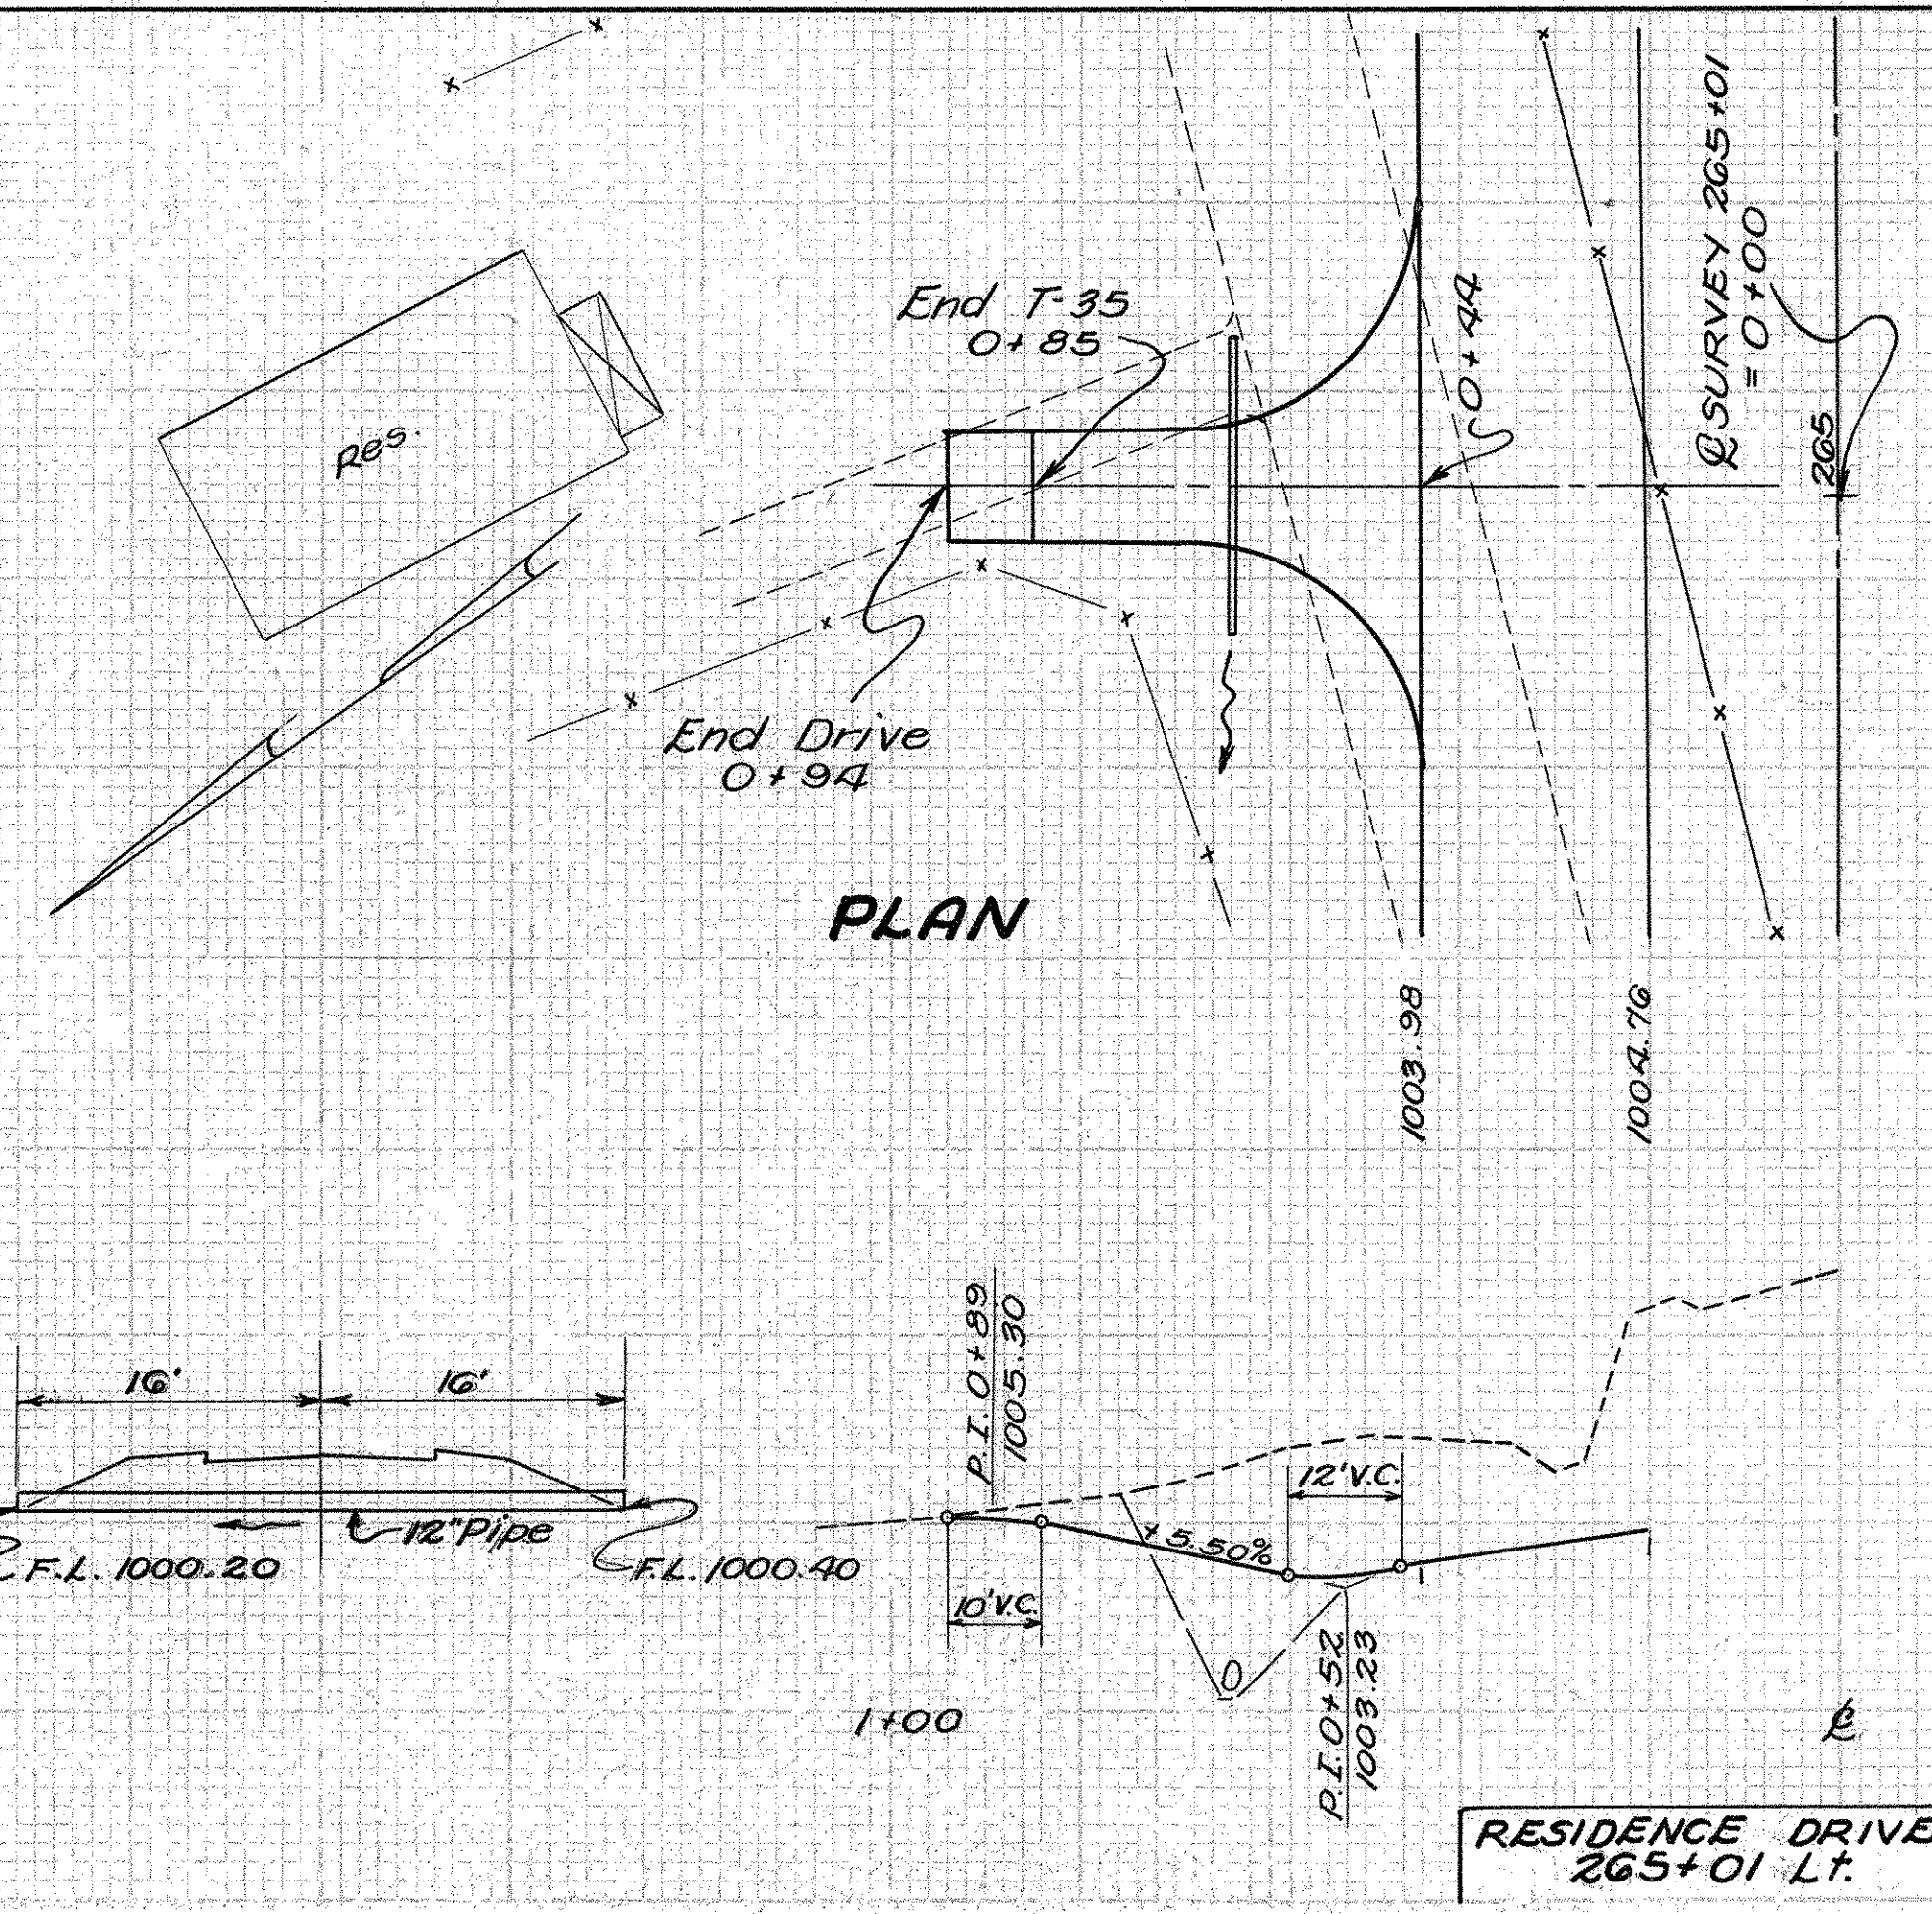 Res.
End T-35
0+85
0+44
℄ SURVEY 265+01
= 0+00
265
End Drive
0+94
PLAN
1003.98
1004.76
16'
16'
12" Pipe
F.L. 1000.20
F.L. 1000.40
P.I. 0+89
1005.30
12' V.C.
+5.50%
10' V.C.
0
P.I. 0+52
1003.23
1+00
℄
RESIDENCE DRIVE
265+01 Lt.